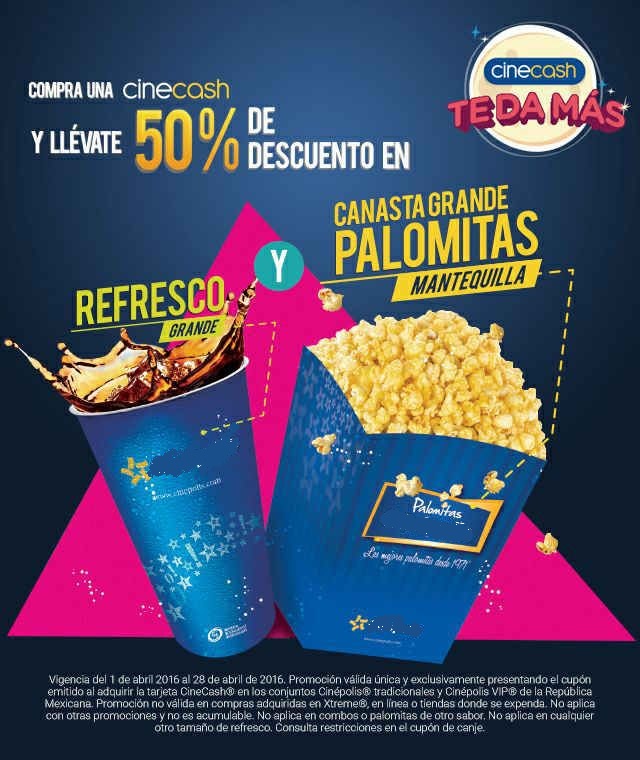 cinecash
TE DA MÁS
COMPRA UNA cinecash
Y LLÉVATE 50% DE DESCUENTO EN
CANASTA GRANDE
PALOMITAS
MANTEQUILLA
Y
REFRESCO
GRANDE
www.cinepolis.com
Palomitas
Las mejores palomitas desde 1971
Vigencia del 1 de abril 2016 al 28 de abril de 2016. Promoción válida única y exclusivamente presentando el cupón
emitido al adquirir la tarjeta CineCash® en los conjuntos Cinépolis® tradicionales y Cinépolis VIP® de la República
Mexicana. Promoción no válida en compras adquiridas en Xtreme®, en línea o tiendas donde se expenda. No aplica
con otras promociones y no es acumulable. No aplica en combos o palomitas de otro sabor. No aplica en cualquier
otro tamaño de refresco. Consulta restricciones en el cupón de canje.